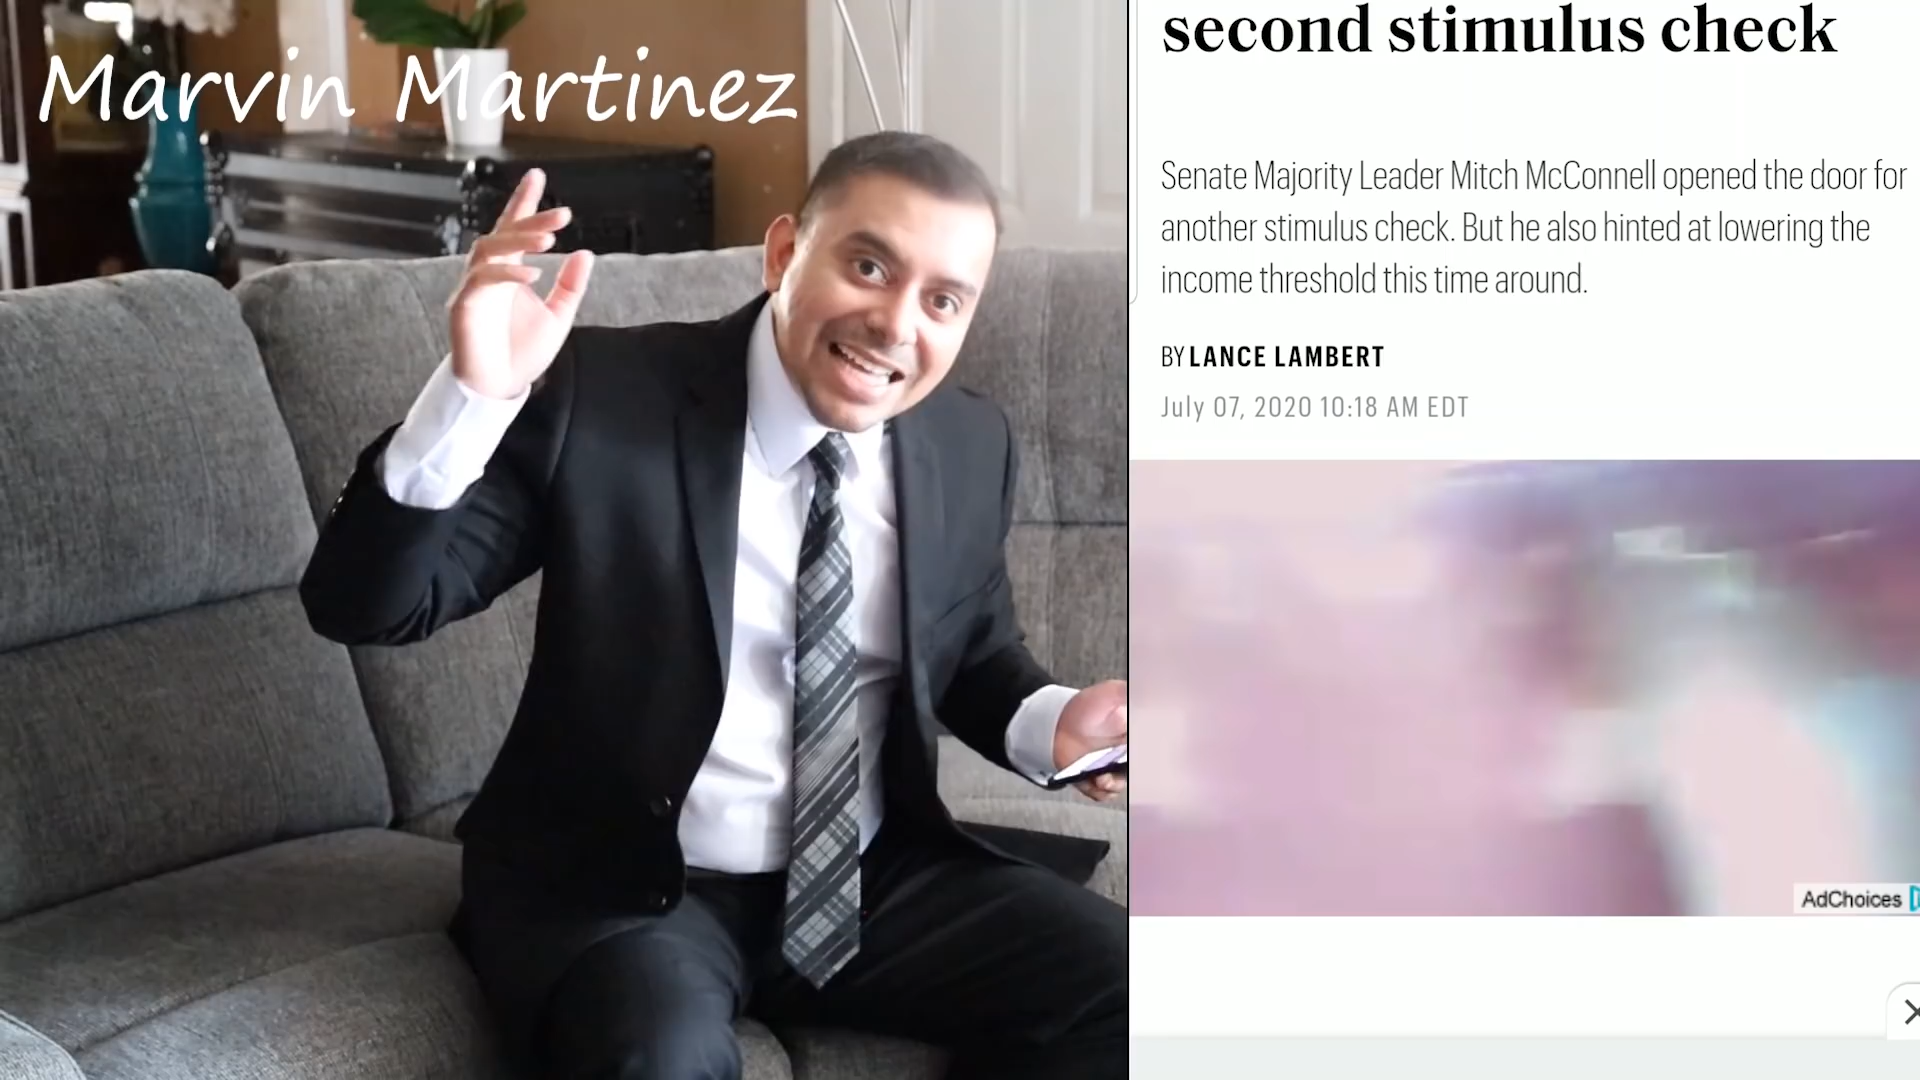 Marvin Martinez
second stimulus check
Senate Majority Leader Mitch McConnell opened the door for
another stimulus check. But he also hinted at lowering the
income threshold this time around.
BY LANCE LAMBERT
July 07, 2020 10:18 AM EDT
AdChoices